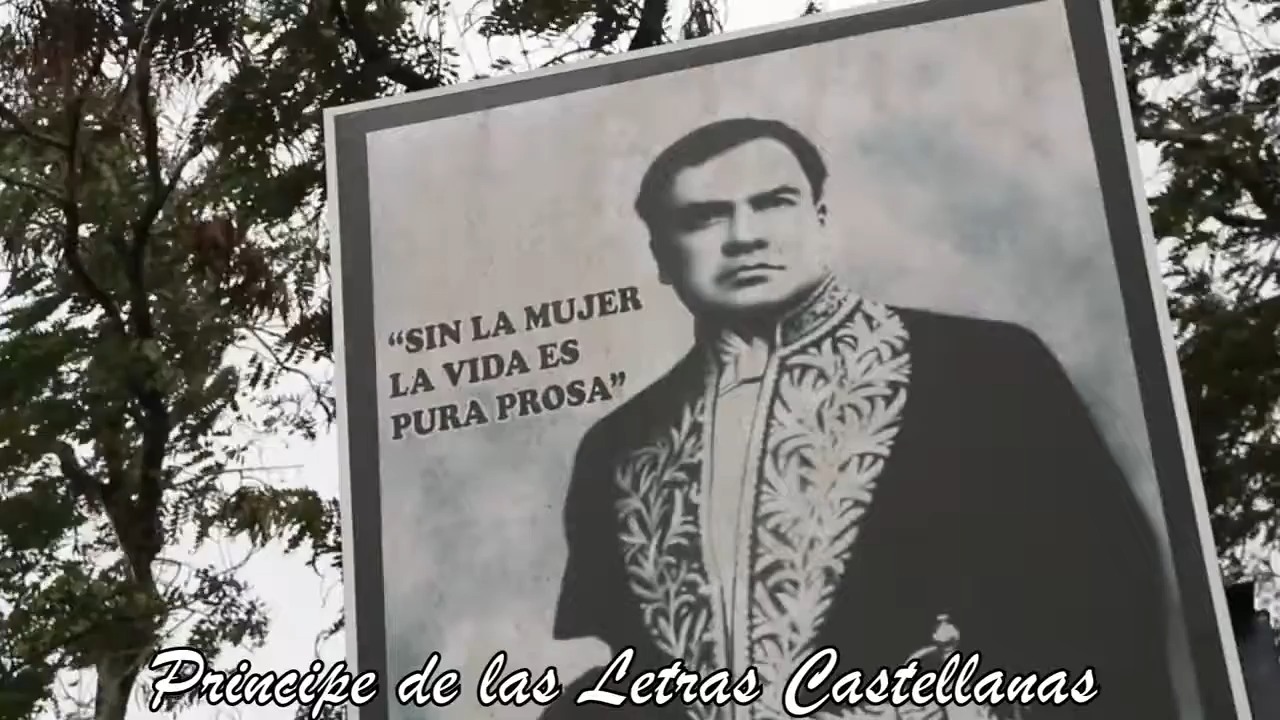 “SIN LA MUJER
LA VIDA ES
PURA PROSA”
Principe de las Letras Castellanas